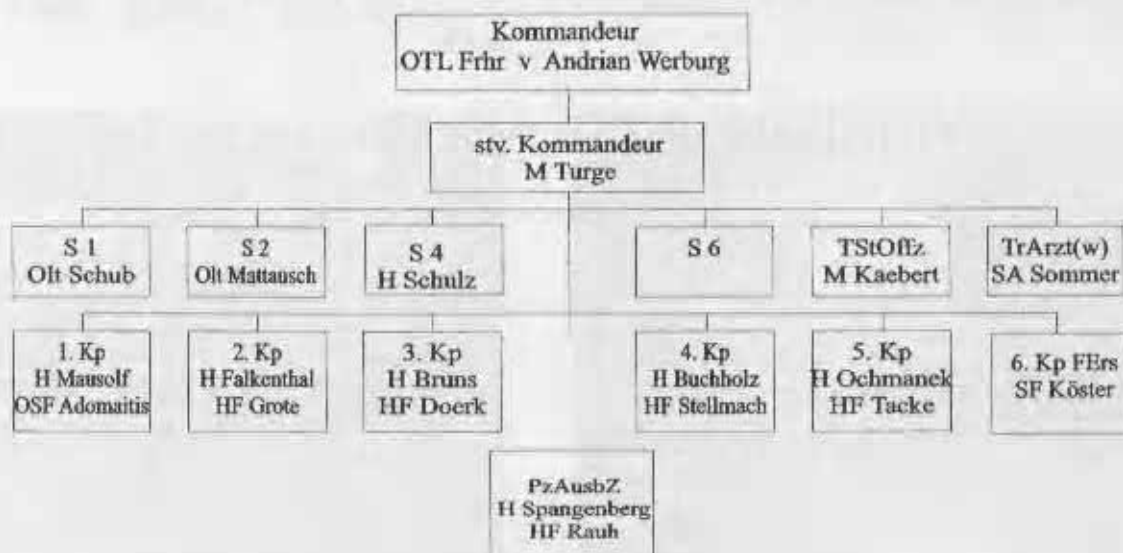 Kommandeur
OTL Frhr v Andrian Werburg
stv. Kommandeur
M Turge
S 1
Olt Schub
S 2
Olt Mattausch
S 4
H Schulz
S 6
TStOffz
M Kaebert
TrArzt(w)
SA Sommer
1. Kp
H Mausolf
OSF Adomaitis
2. Kp
H Falkenthal
HF Grote
3. Kp
H Bruns
HF Doerk
4. Kp
H Buchholz
HF Stellmach
5. Kp
H Ochmanek
HF Tacke
6. Kp FErs
SF Köster
PzAusbZ
H Spangenberg
HF Rauh